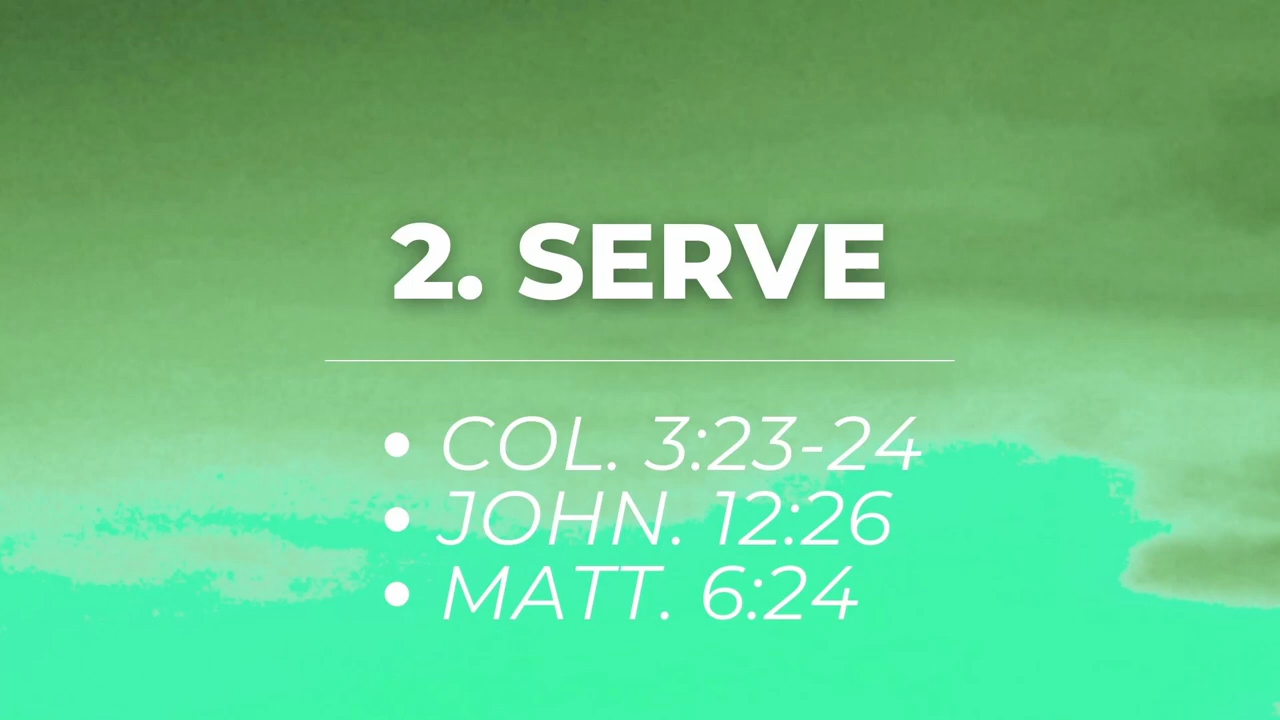 2. SERVE
• COL. 3:23-24
• JOHN. 12:26
• MATT. 6:24